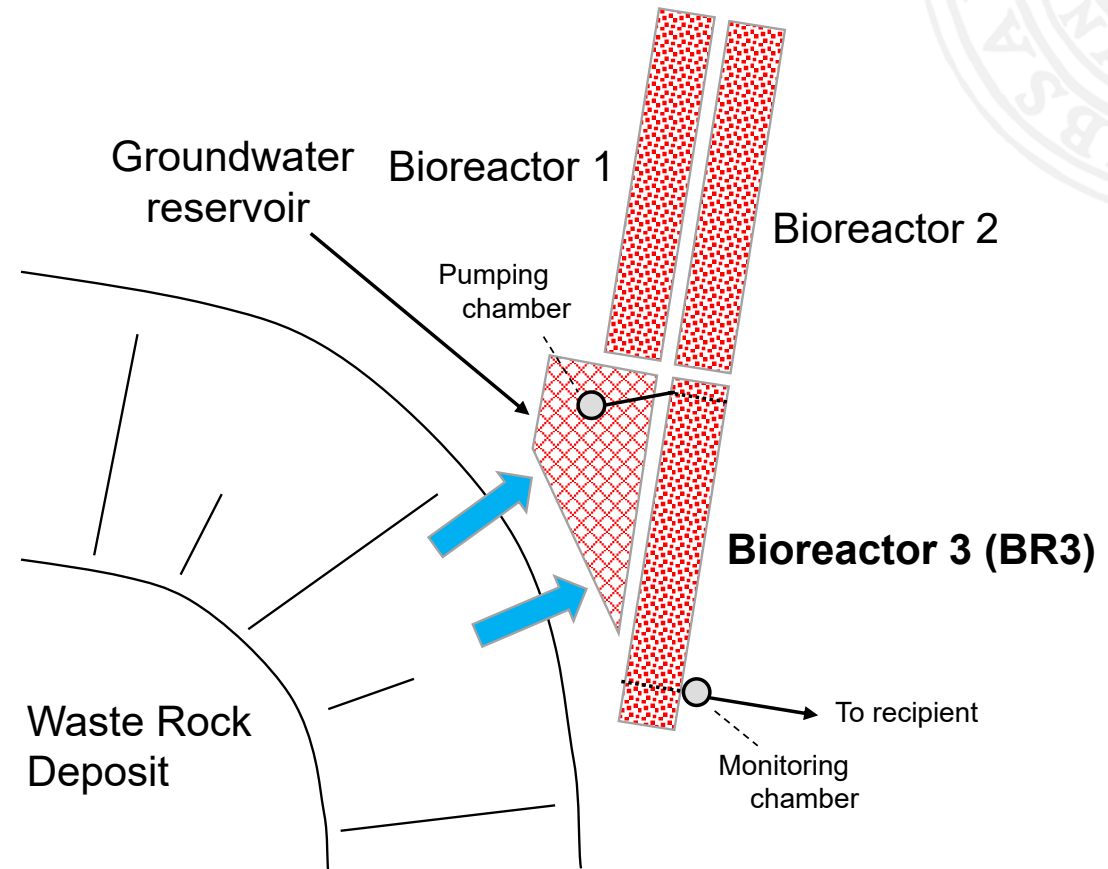 Groundwater
reservoir
Bioreactor 1
Bioreactor 2
Pumping
chamber
Bioreactor 3 (BR3)
Waste Rock
Deposit
To recipient
Monitoring
chamber